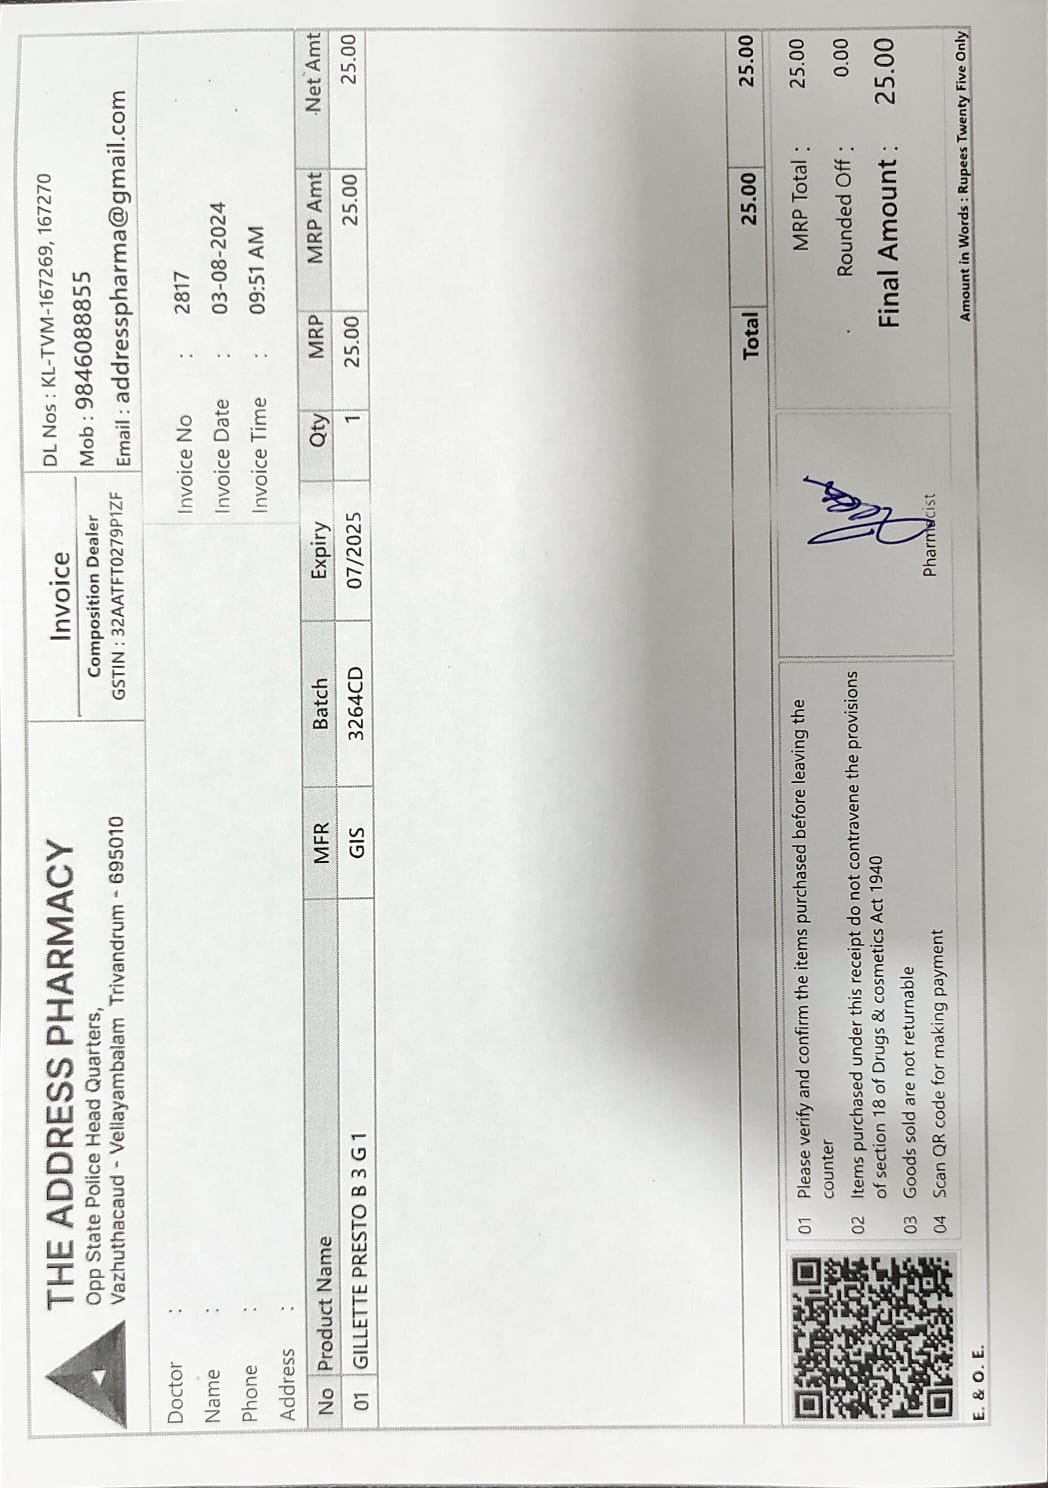 THE ADDRESS PHARMACY
Opp State Police Head Quarters,
Vazhuthacaud - Vellayambalam Trivandrum - 695010
Invoice
Composition Dealer
GSTIN : 32AATFT0279P1ZF
DL Nos : KL-TVM-167269, 167270
Mob : 9846088855
Email : addresspharma@gmail.com
Doctor :
Name :
Phone :
Address :
Invoice No : 2817
Invoice Date : 03-08-2024
Invoice Time : 09:51 AM
No Product Name MFR Batch Expiry Qty MRP MRP Amt Net Amt
01 GILLETTE PRESTO B 3 G 1 GIS 3264CD 07/2025 1 25.00 25.00 25.00
Total 25.00 25.00
01 Please verify and confirm the items purchased before leaving the
counter
02 Items purchased under this receipt do not contravene the provisions
of section 18 of Drugs & cosmetics Act 1940
03 Goods sold are not returnable
04 Scan QR code for making payment
E. & O. E.
Pharmacist
MRP Total : 25.00
Rounded Off : 0.00
Final Amount : 25.00
Amount in Words : Rupees Twenty Five Only